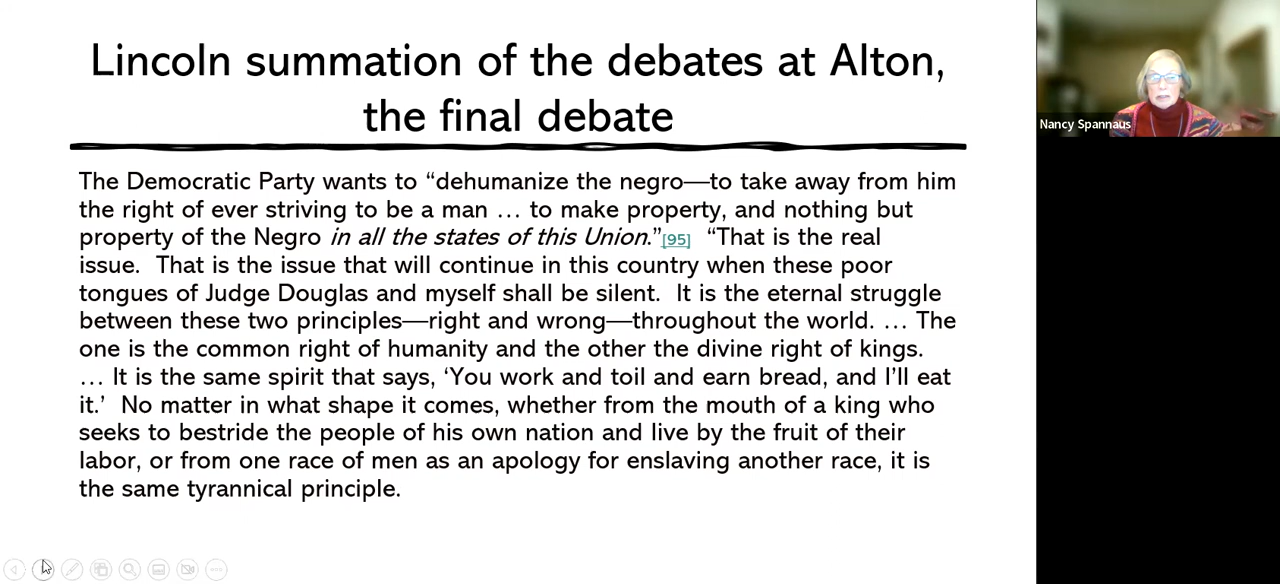 Lincoln summation of the debates at Alton,
the final debate
The Democratic Party wants to “dehumanize the negro—to take away from him
the right of ever striving to be a man … to make property, and nothing but
property of the Negro in all the states of this Union.”[95]  “That is the real
issue.  That is the issue that will continue in this country when these poor
tongues of Judge Douglas and myself shall be silent.  It is the eternal struggle
between these two principles—right and wrong—throughout the world. … The
one is the common right of humanity and the other the divine right of kings.
… It is the same spirit that says, ‘You work and toil and earn bread, and I’ll eat
it.’  No matter in what shape it comes, whether from the mouth of a king who
seeks to bestride the people of his own nation and live by the fruit of their
labor, or from one race of men as an apology for enslaving another race, it is
the same tyrannical principle.
Nancy Spannaus